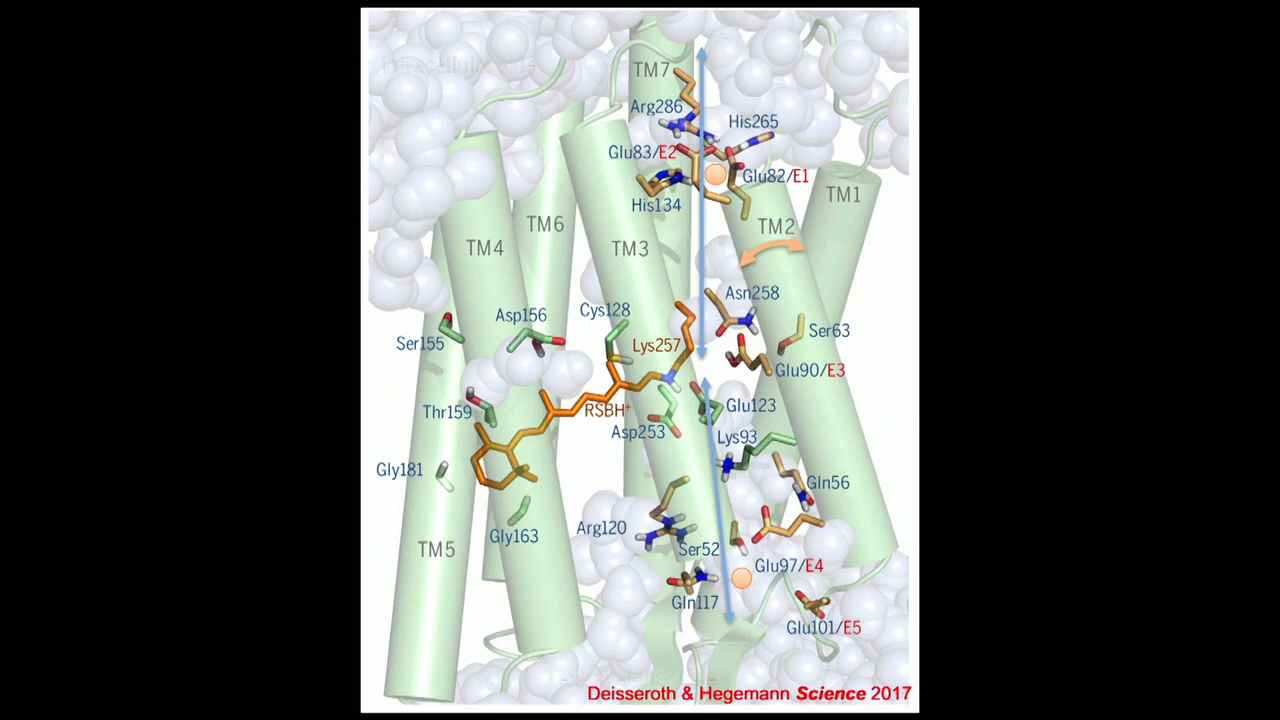 TM7
Arg286
His265
Glu83/E2
Glu82/E1
His134
TM1
TM6
TM2
TM4
TM3
Asn258
Cys128
Asp156
Ser63
Ser155
Lys257
Glu90/E3
Glu123
RSBH+
Thr159
Asp253
Lys93
Gly181
Gln56
Arg120
Gly163
TM5
Ser52
Glu97/E4
Gln117
Glu101/E5
Deisseroth & Hegemann Science 2017